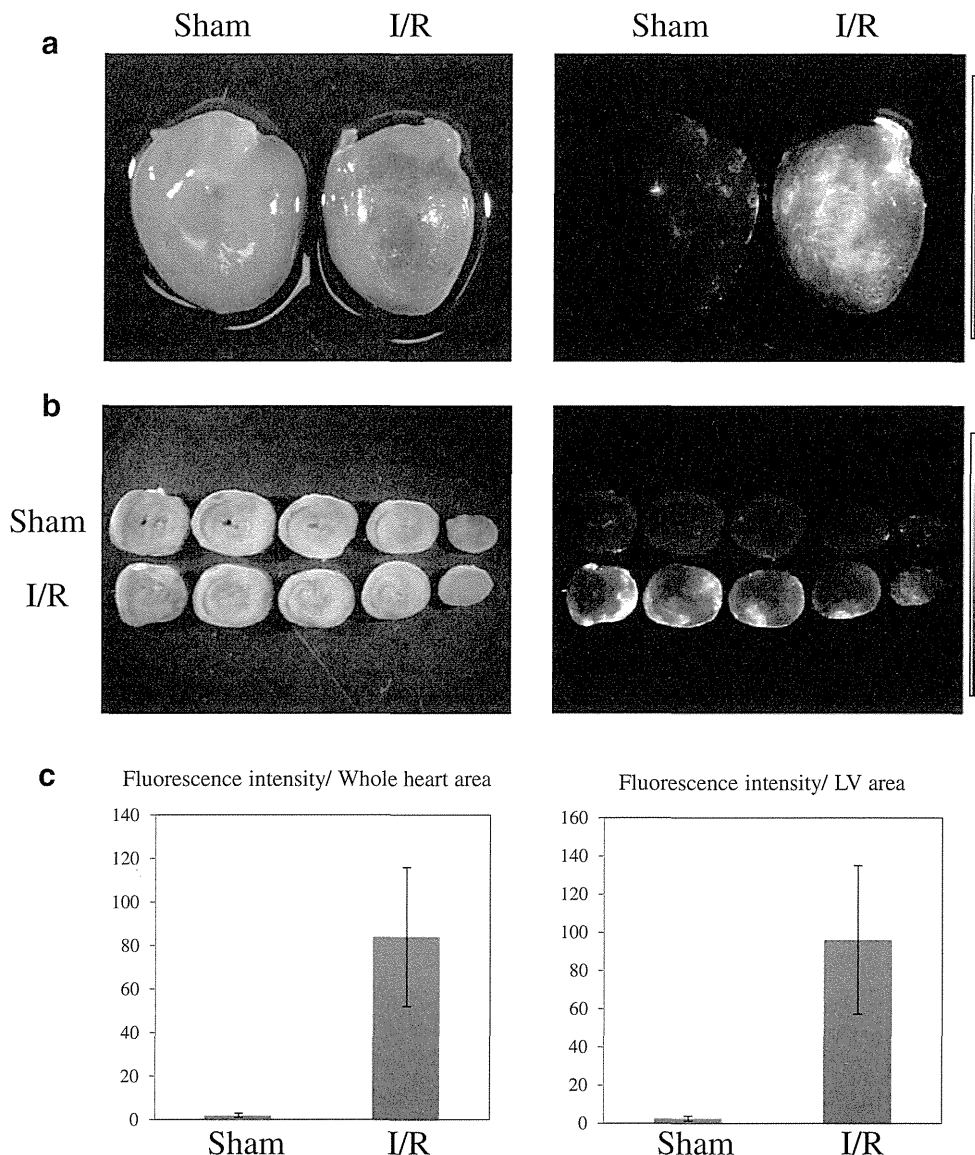 Sham I/R Sham I/R
a
b
Sham
I/R
c
Fluorescence intensity/ Whole heart area
140
120
100
80
60
40
20
0
Sham I/R
Fluorescence intensity/ LV area
160
140
120
100
80
60
40
20
0
Sham I/R